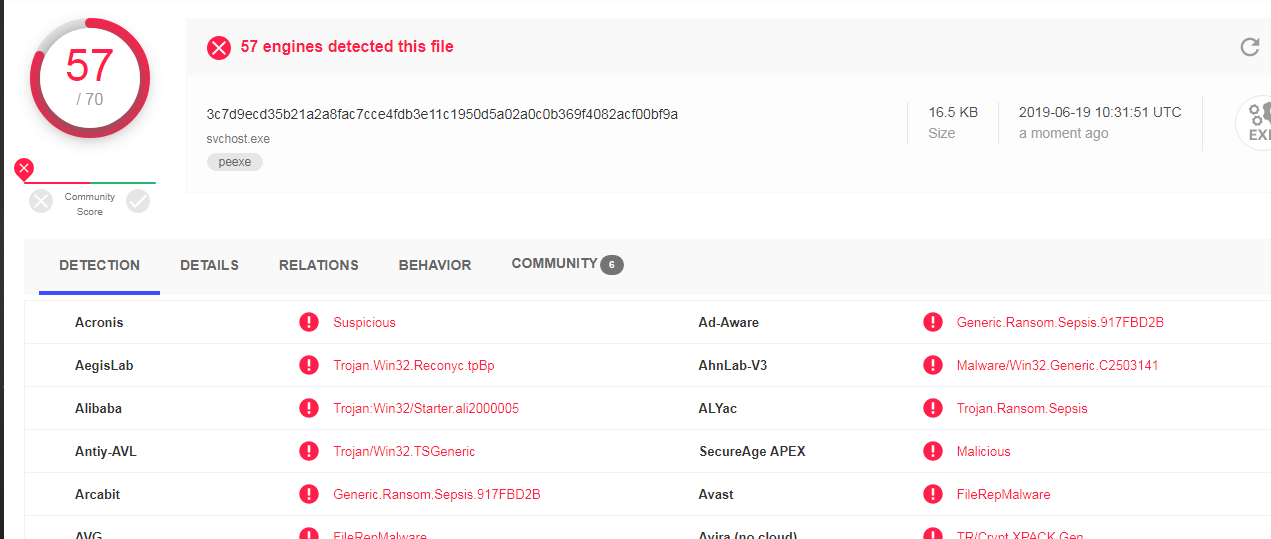 57 engines detected this file
57
/ 70
3c7d9ecd35b21a2a8fac7cce4fdb3e11c1950d5a02a0c0b369f4082acf00bf9a
svchost.exe
peexe
16.5 KB
Size
2019-06-19 10:31:51 UTC
a moment ago
Community
Score
DETECTION DETAILS RELATIONS BEHAVIOR COMMUNITY 6
Acronis Suspicious Ad-Aware Generic.Ransom.Sepsis.917FBD2B
AegisLab Trojan.Win32.Reconyc.tpBp AhnLab-V3 Malware/Win32.Generic.C2503141
Alibaba Trojan:Win32/Starter.ali2000005 ALYac Trojan.Ransom.Sepsis
Antiy-AVL Trojan/Win32.TSGeneric SecureAge APEX Malicious
Arcabit Generic.Ransom.Sepsis.917FBD2B Avast FileRepMalware
AVG FileRepMalware Avira (no cloud) TR/Crypt.XPACK.Gen